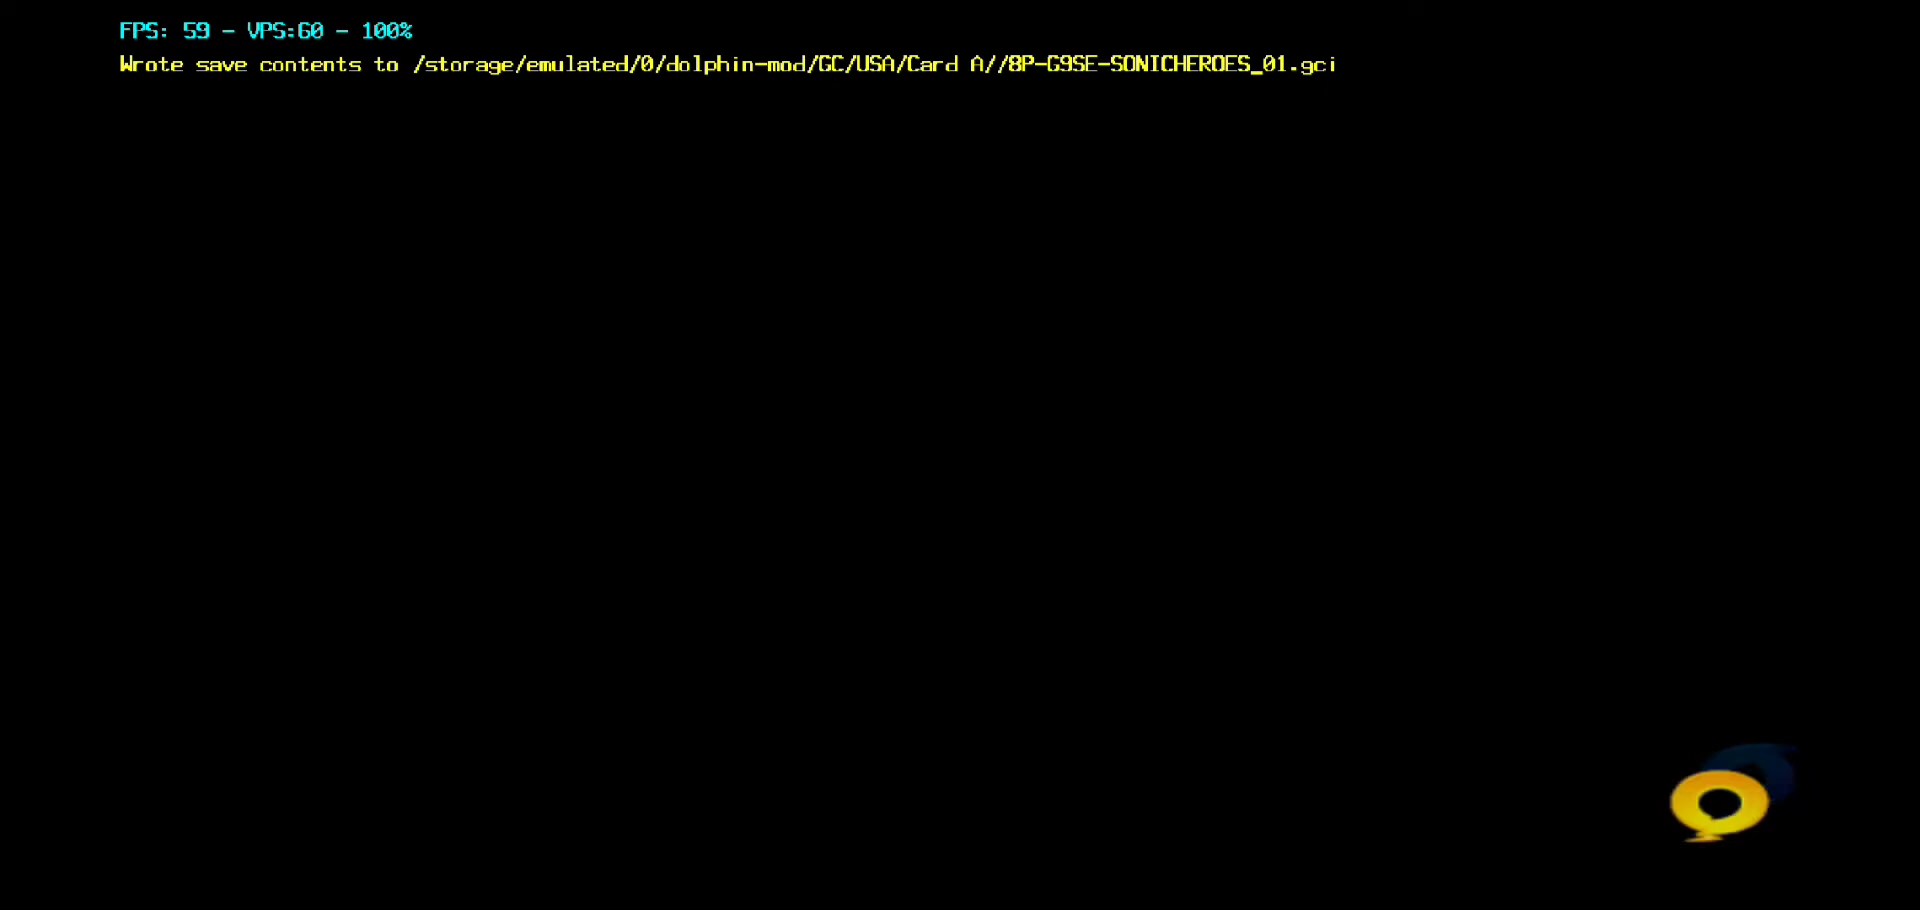 FPS: 59 - VPS:60 - 100%
Wrote save contents to /storage/emulated/0/dolphin-mod/GC/USA/Card A//8P-G9SE-SONICHEROES_01.gci